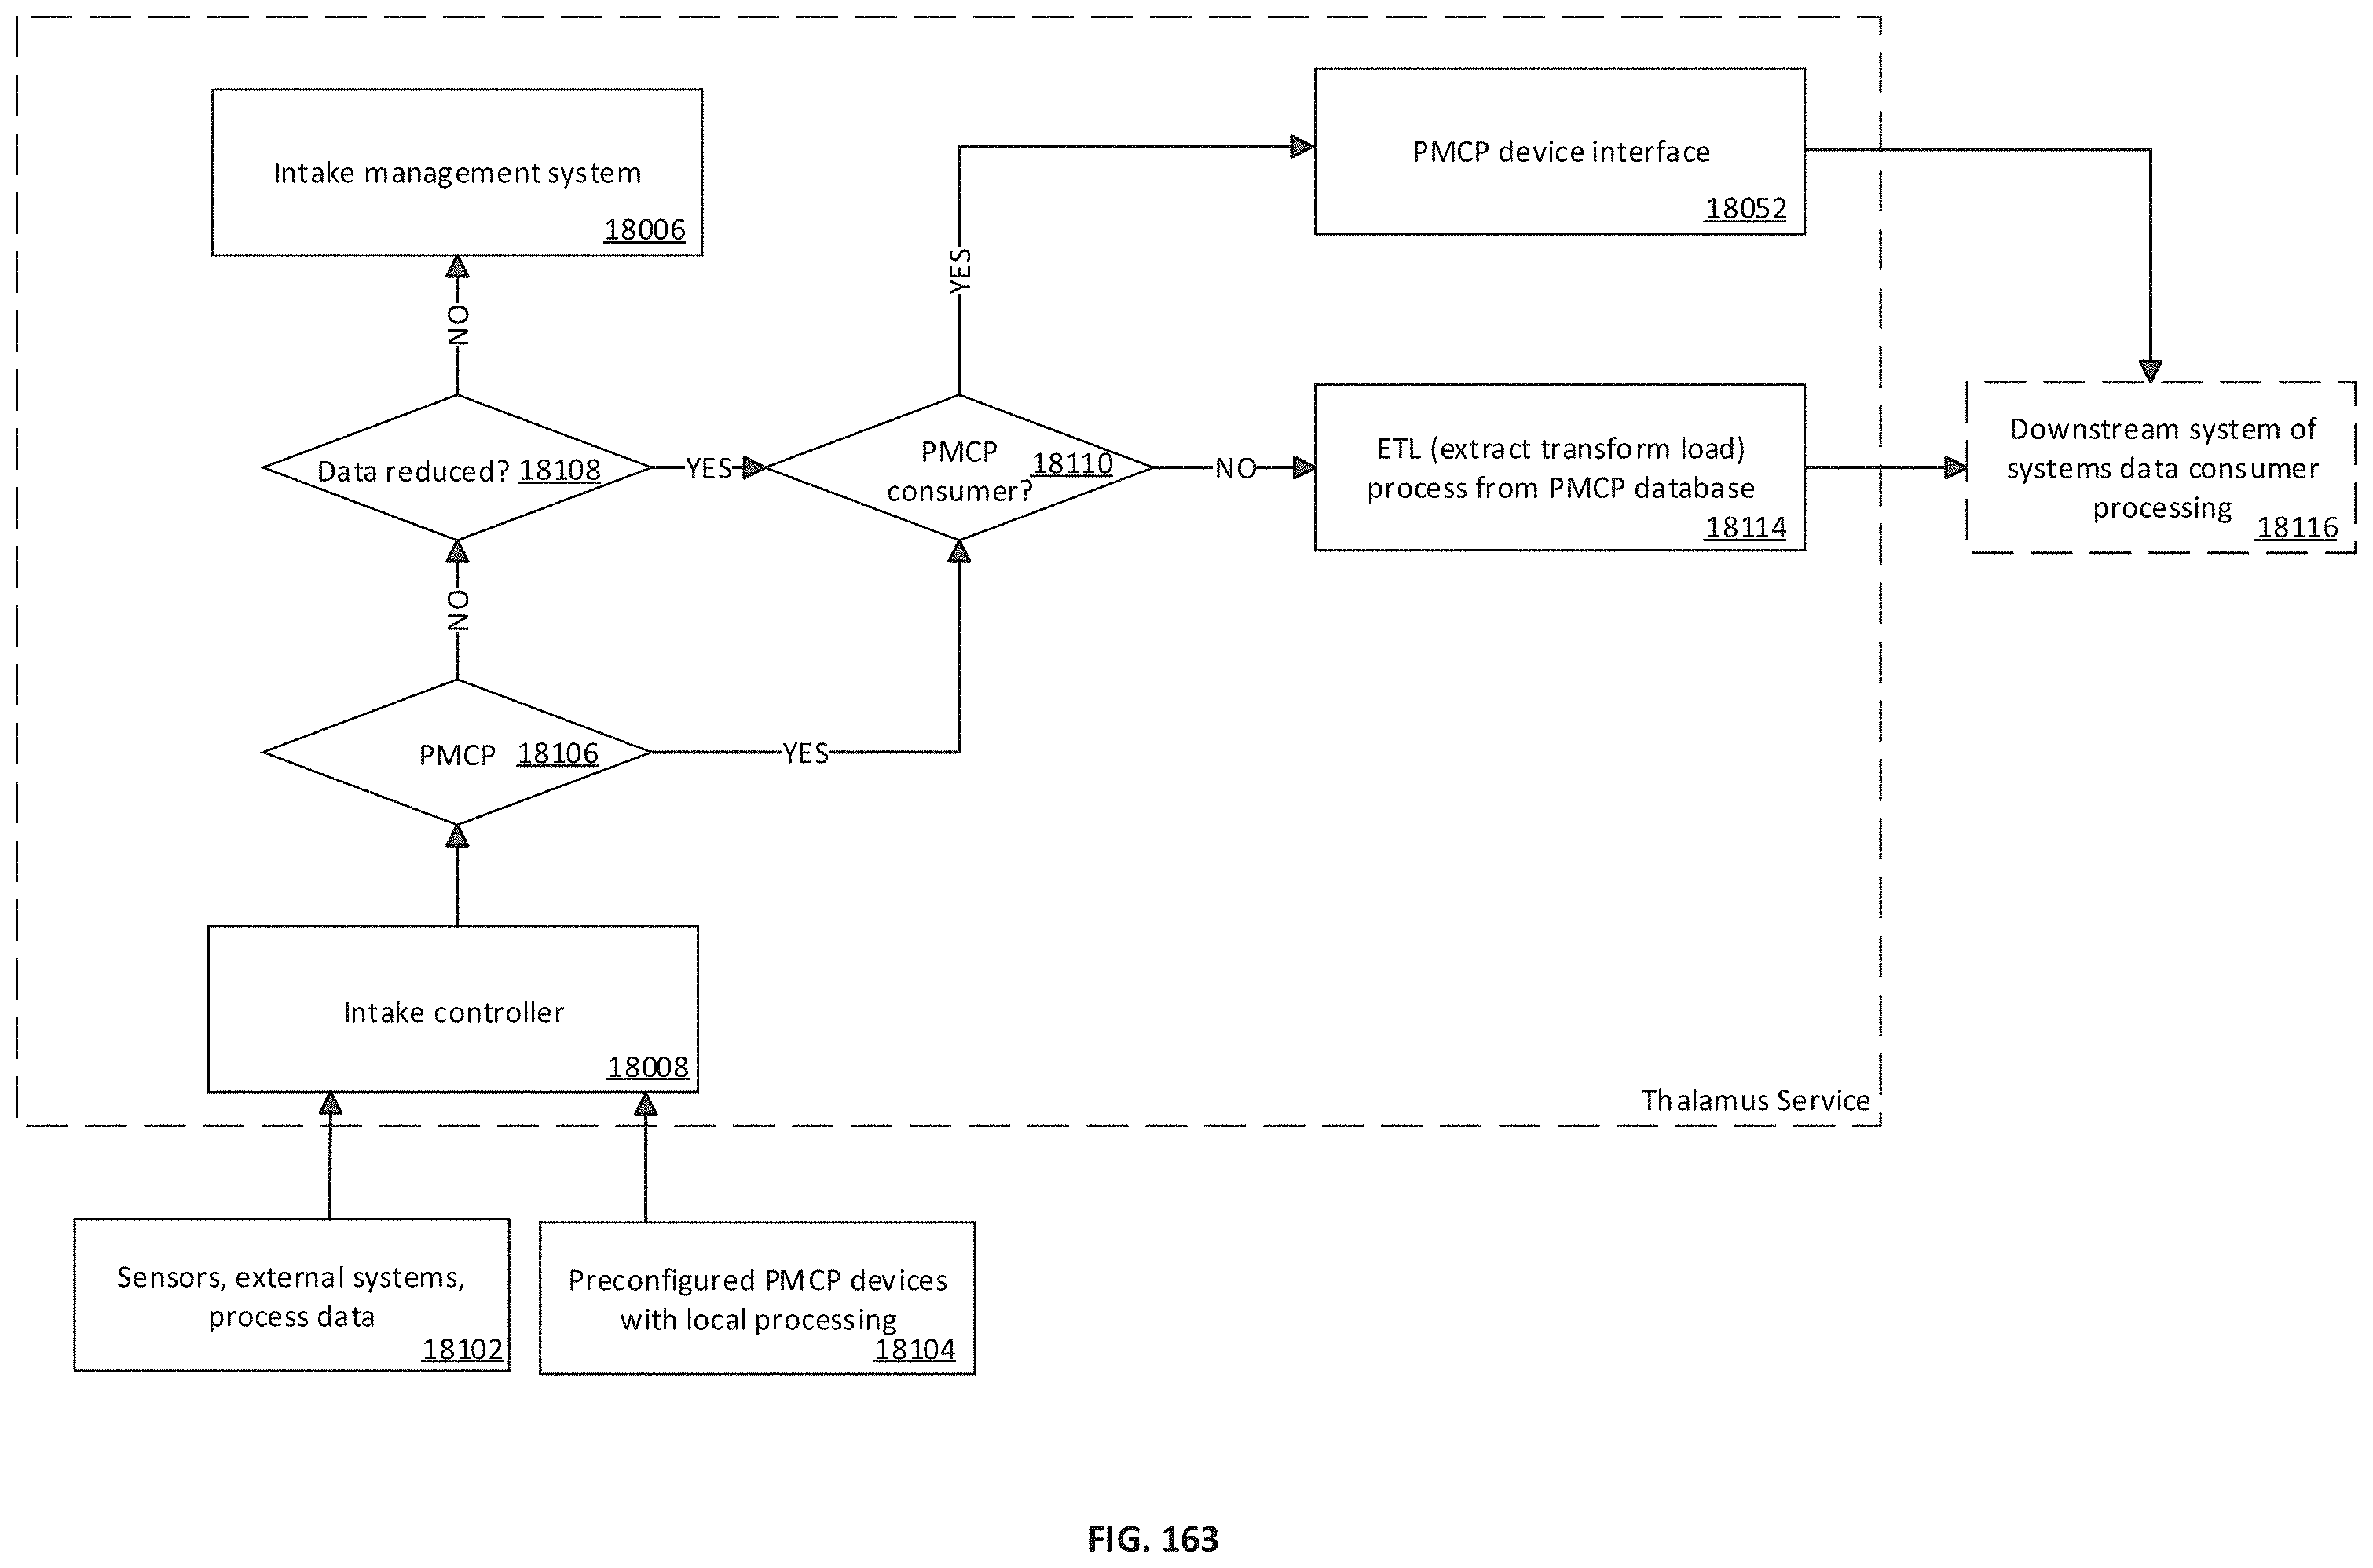 Intake management system
18006
PMCP device interface
18052
YES
NO
Data reduced? 18108
YES
PMCP
consumer?
18110
NO
ETL (extract transform load)
process from PMCP database
18114
Downstream system of
systems data consumer
processing
18116
NO
PMCP 18106
YES
Intake controller
18008
Thalamus Service
Sensors, external systems,
process data
18102
Preconfigured PMCP devices
with local processing
18104
FIG. 163